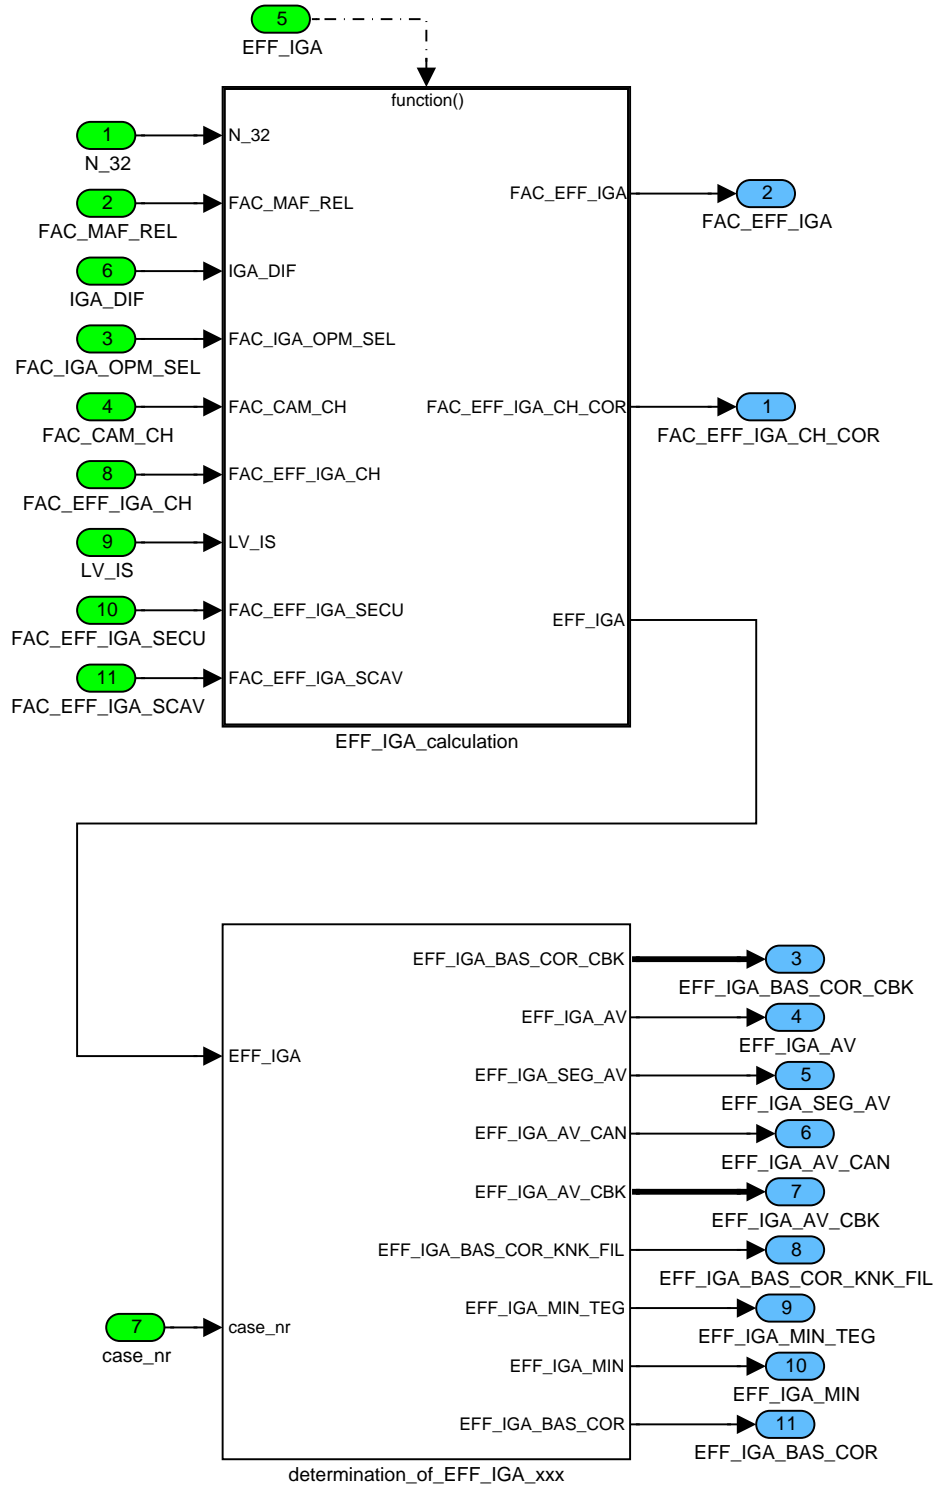 5
EFF_IGA
function()
1
N_32
N_32
2
FAC_MAF_REL
FAC_MAF_REL
6
IGA_DIF
IGA_DIF
3
FAC_IGA_OPM_SEL
FAC_IGA_OPM_SEL
4
FAC_CAM_CH
FAC_CAM_CH
8
FAC_EFF_IGA_CH
FAC_EFF_IGA_CH
9
LV_IS
LV_IS
10
FAC_EFF_IGA_SECU
FAC_EFF_IGA_SECU
11
FAC_EFF_IGA_SCAV
FAC_EFF_IGA_SCAV
FAC_EFF_IGA
2
FAC_EFF_IGA
FAC_EFF_IGA_CH_COR
1
FAC_EFF_IGA_CH_COR
EFF_IGA
EFF_IGA_calculation
EFF_IGA
7
case_nr
case_nr
EFF_IGA_BAS_COR_CBK
3
EFF_IGA_BAS_COR_CBK
EFF_IGA_AV
4
EFF_IGA_AV
EFF_IGA_SEG_AV
5
EFF_IGA_SEG_AV
EFF_IGA_AV_CAN
6
EFF_IGA_AV_CAN
EFF_IGA_AV_CBK
7
EFF_IGA_AV_CBK
EFF_IGA_BAS_COR_KNK_FIL
8
EFF_IGA_BAS_COR_KNK_FIL
EFF_IGA_MIN_TEG
9
EFF_IGA_MIN_TEG
EFF_IGA_MIN
10
EFF_IGA_MIN
EFF_IGA_BAS_COR
11
EFF_IGA_BAS_COR
determination_of_EFF_IGA_xxx